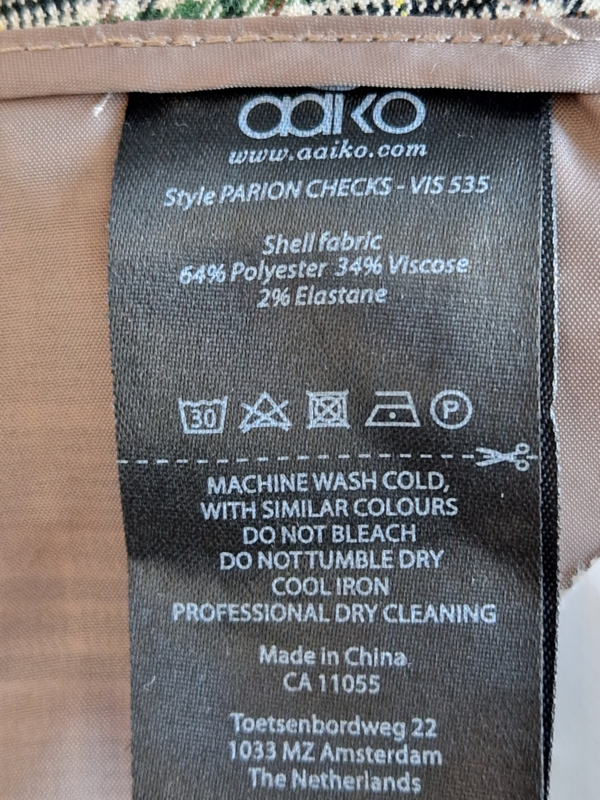 aaiko
www.aaiko.com
Style PARION CHECKS - VIS 535
Shell fabric
64% Polyester 34% Viscose
2% Elastane
30 P
MACHINE WASH COLD,
WITH SIMILAR COLOURS
DO NOT BLEACH
DO NOT TUMBLE DRY
COOL IRON
PROFESSIONAL DRY CLEANING
Made in China
CA 11055
Toetsenbordweg 22
1033 MZ Amsterdam
The Netherlands